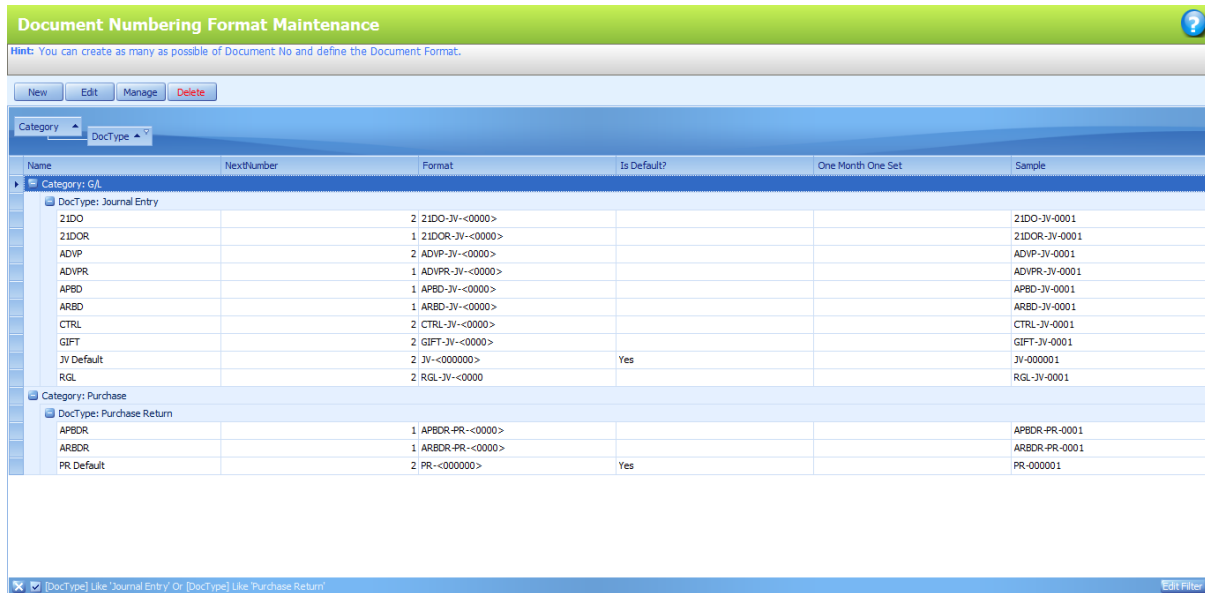 Document Numbering Format Maintenance
?
Hint: You can create as many as possible of Document No and define the Document Format.
New Edit Manage Delete
Category
DocType
Name NextNumber Format Is Default? One Month One Set Sample
Category: G/L
DocType: Journal Entry
21DO 2 21DO-JV-<0000> 21DO-JV-0001
21DOR 1 21DOR-JV-<0000> 21DOR-JV-0001
ADVP 2 ADVP-JV-<0000> ADVP-JV-0001
ADVPR 1 ADVPR-JV-<0000> ADVPR-JV-0001
APBD 1 APBD-JV-<0000> APBD-JV-0001
ARBD 1 ARBD-JV-<0000> ARBD-JV-0001
CTRL 2 CTRL-JV-<0000> CTRL-JV-0001
GIFT 2 GIFT-JV-<0000> GIFT-JV-0001
JV Default 2 JV-<000000> Yes JV-000001
RGL 2 RGL-JV-<0000 RGL-JV-0001
Category: Purchase
DocType: Purchase Return
APBDR 1 APBDR-PR-<0000> APBDR-PR-0001
ARBDR 1 ARBDR-PR-<0000> ARBDR-PR-0001
PR Default 2 PR-<000000> Yes PR-000001
[DocType] Like 'Journal Entry' Or [DocType] Like 'Purchase Return' Edit Filter